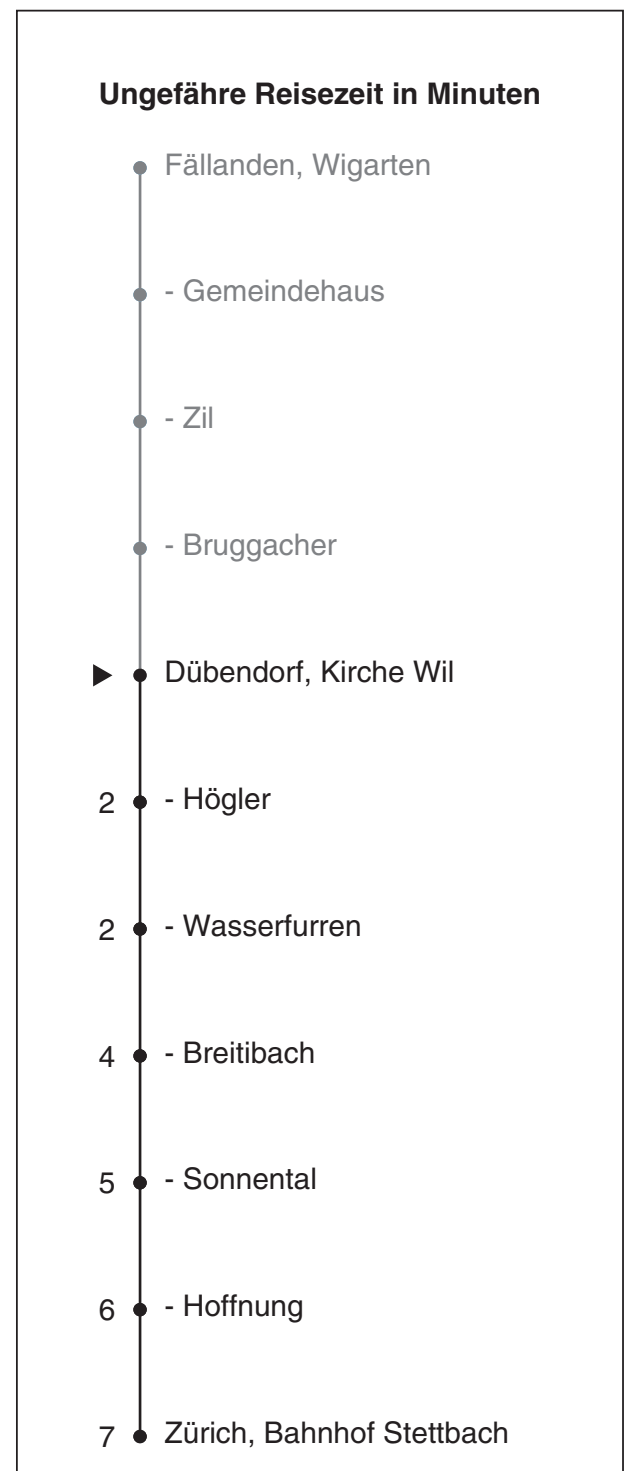 Ungefähre Reisezeit in Minuten
Fällanden, Wigarten
- Gemeindehaus
- Zil
- Bruggacher
Dübendorf, Kirche Wil
2 - Högler
2 - Wasserfurren
4 - Breitibach
5 - Sonnental
6 - Hoffnung
7 Zürich, Bahnhof Stettbach